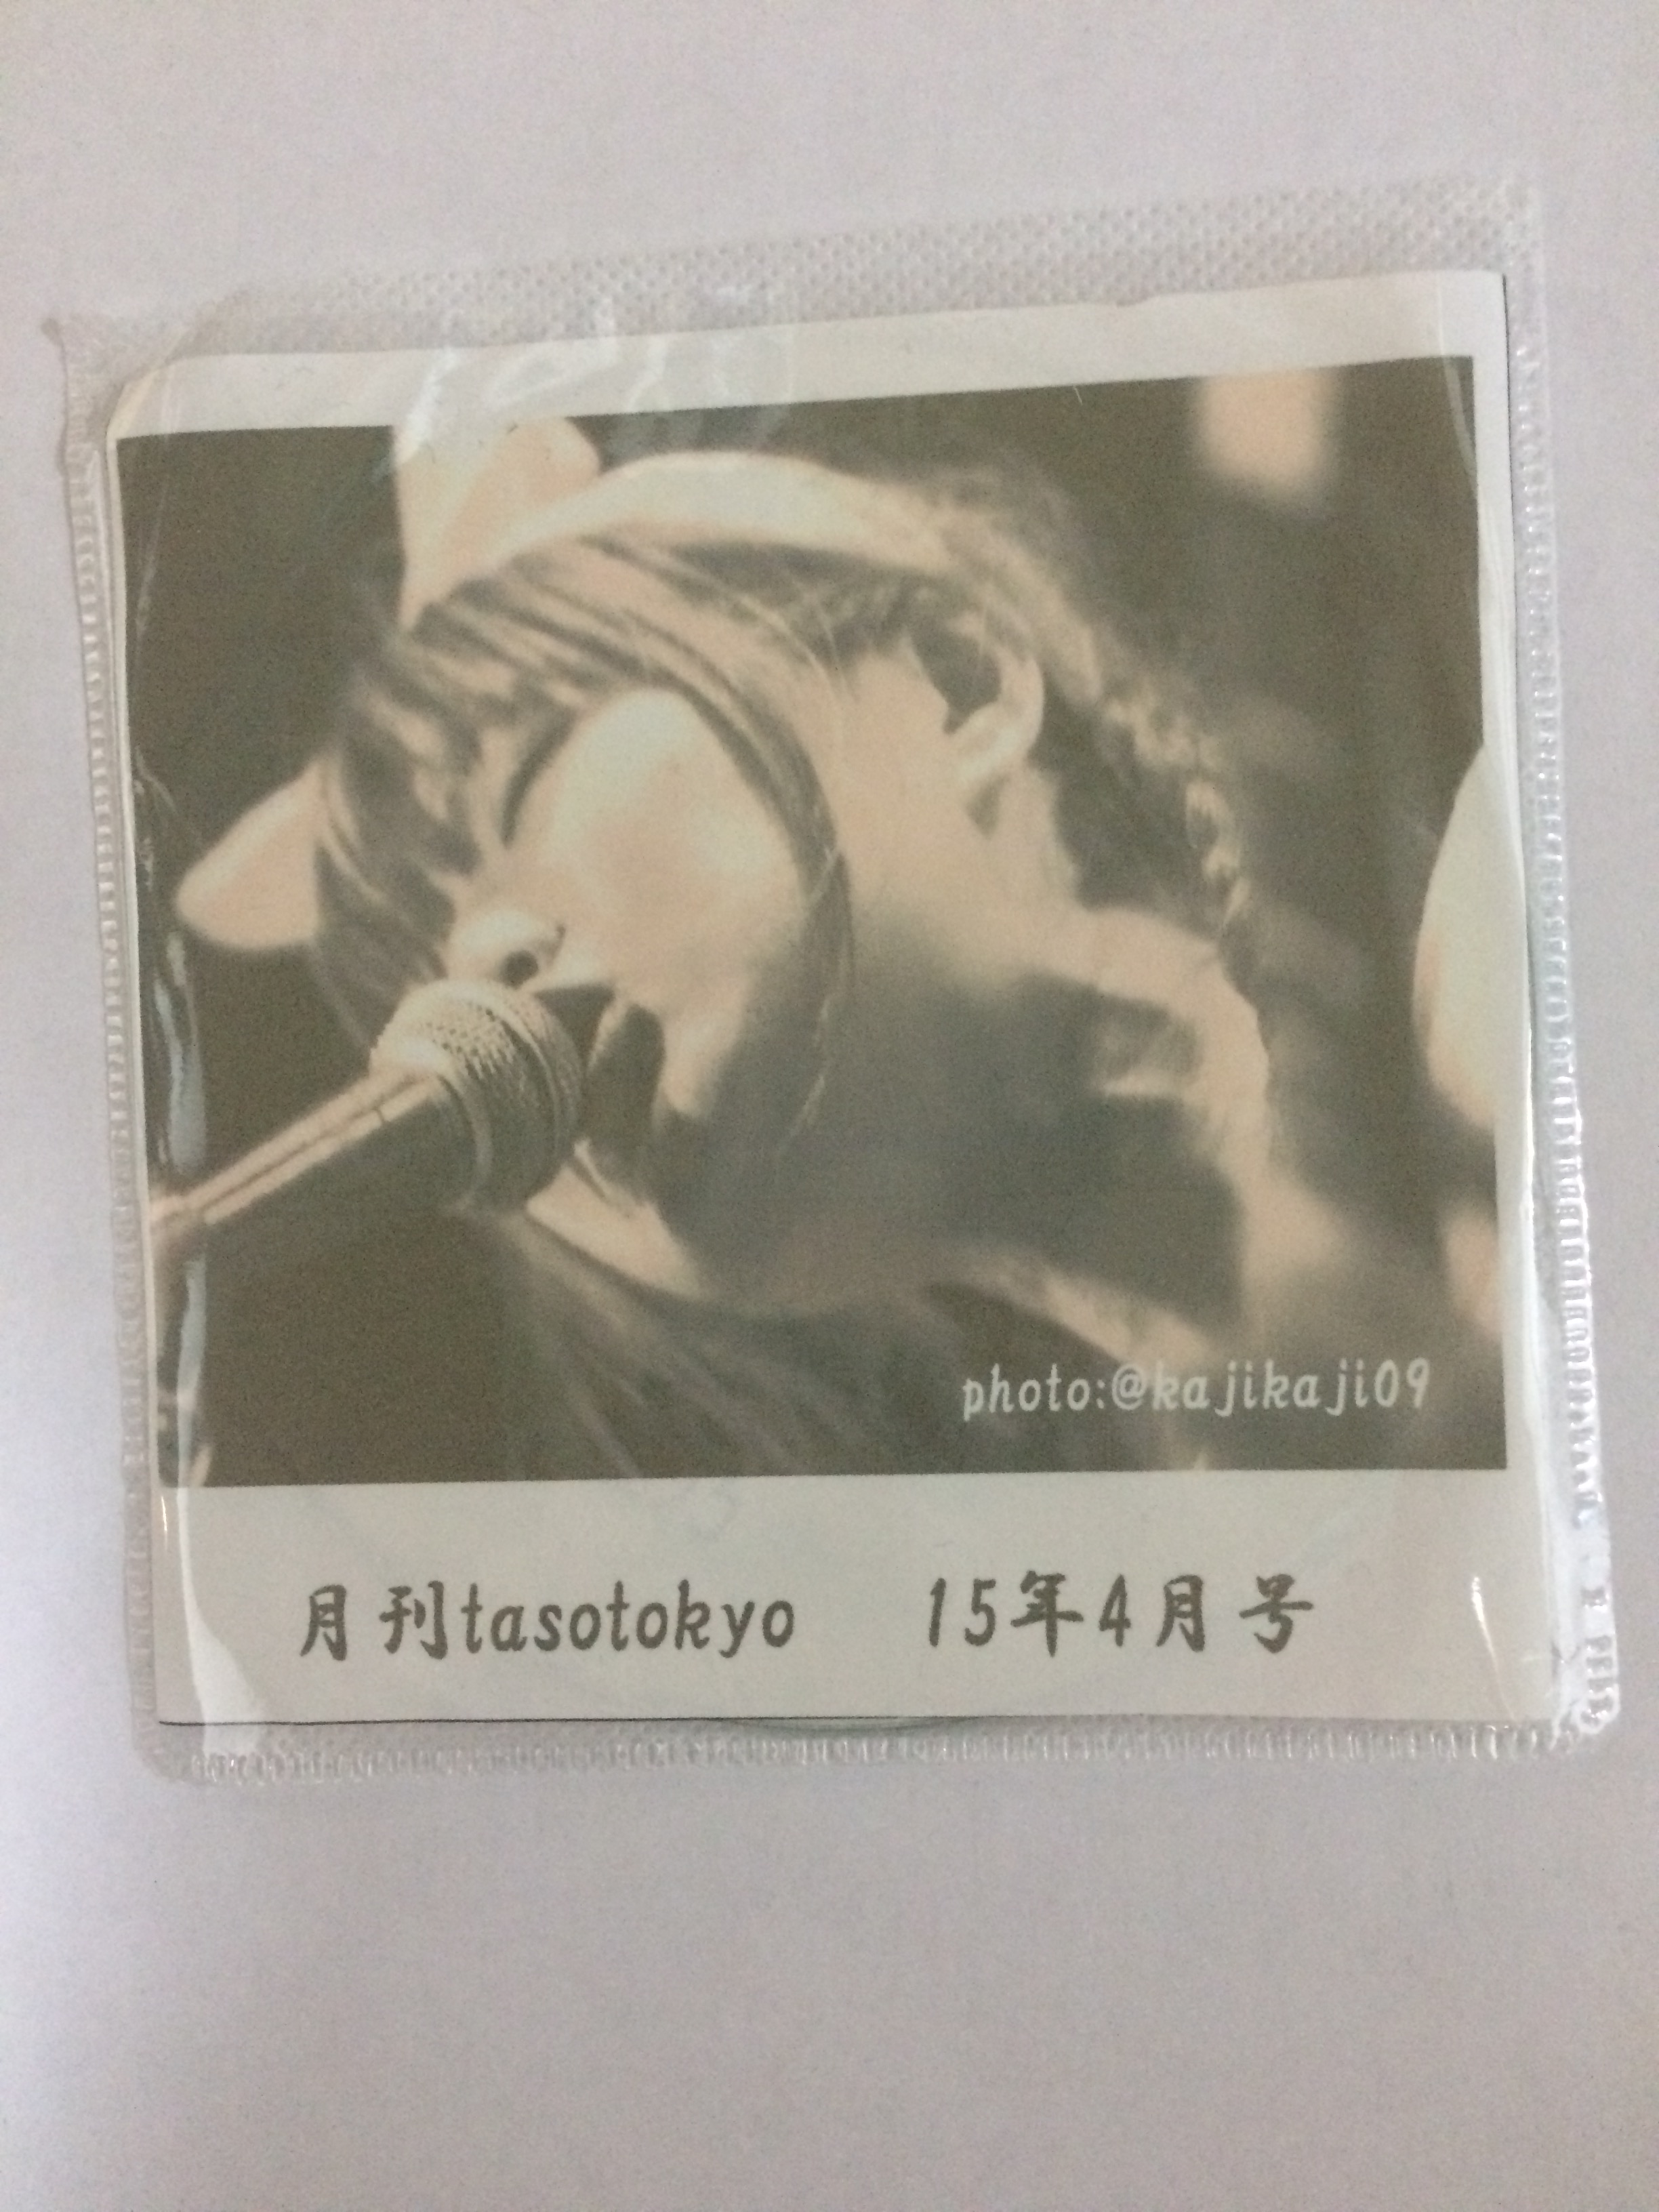 photo:@kajikaji09
月刊tasotokyo 15年4月号